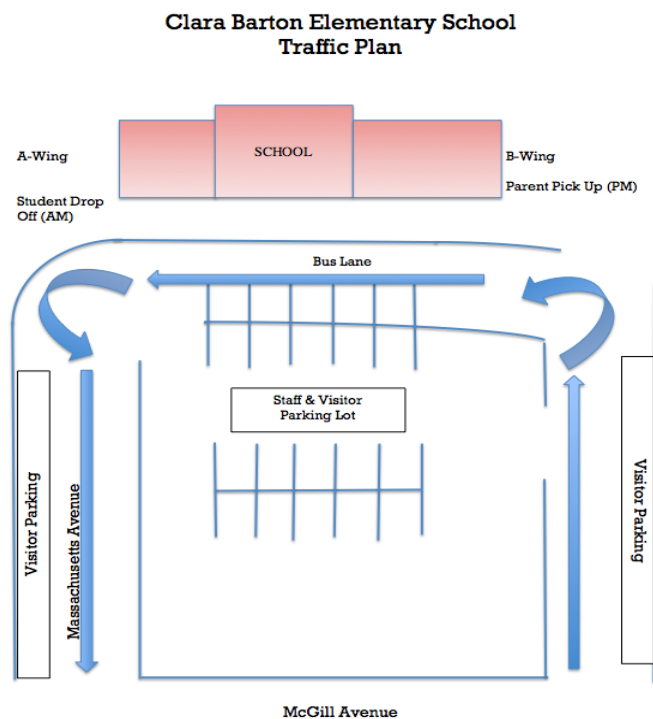 Clara Barton Elementary School
Traffic Plan
A-Wing
SCHOOL
B-Wing
Student Drop
Off (AM)
Parent Pick Up (PM)
Bus Lane
Staff & Visitor
Parking Lot
Visitor Parking
Massachusetts Avenue
Visitor Parking
McGill Avenue